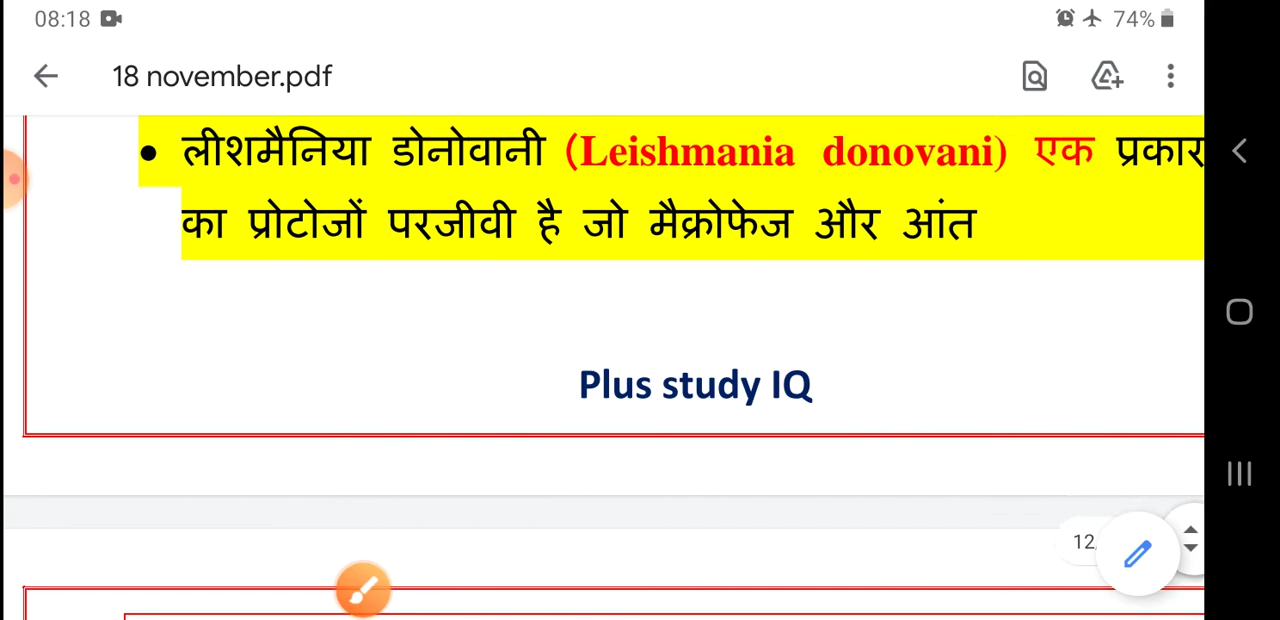 08:18 74%
18 november.pdf
• लीशमैनिया डोनोवानी (Leishmania donovani) एक प्रकार
का प्रोटोजों परजीवी है जो मैक्रोफेज और आंत
Plus study IQ
12